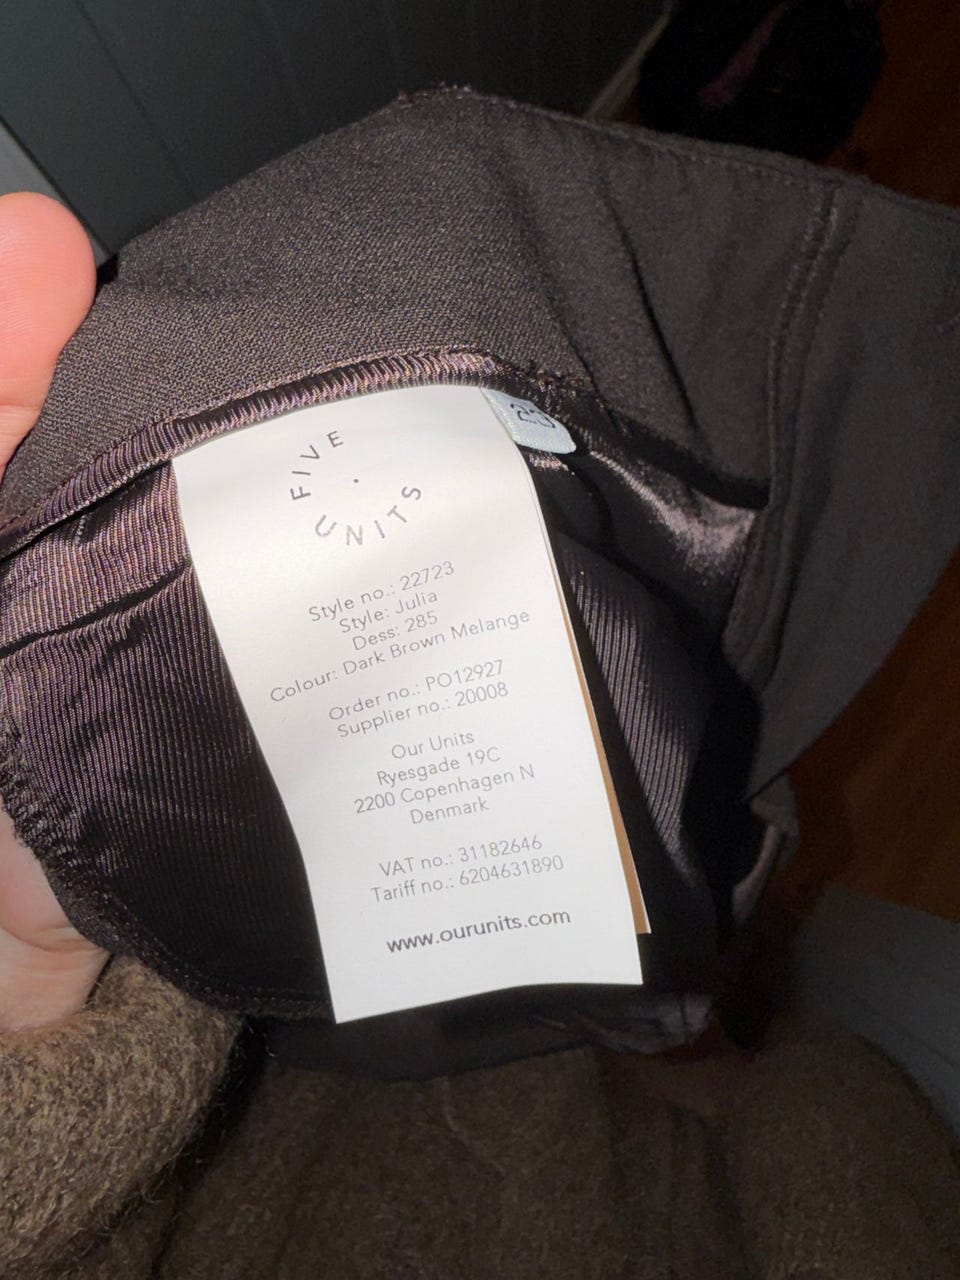 FIVE
UNITS
23
Style no.: 22723
Style: Julia
Dess: 285
Colour: Dark Brown Melange
Order no.: PO12927
Supplier no.: 20008
Our Units
Ryesgade 19C
2200 Copenhagen N
Denmark
VAT no.: 31182646
Tariff no.: 6204631890
www.ourunits.com